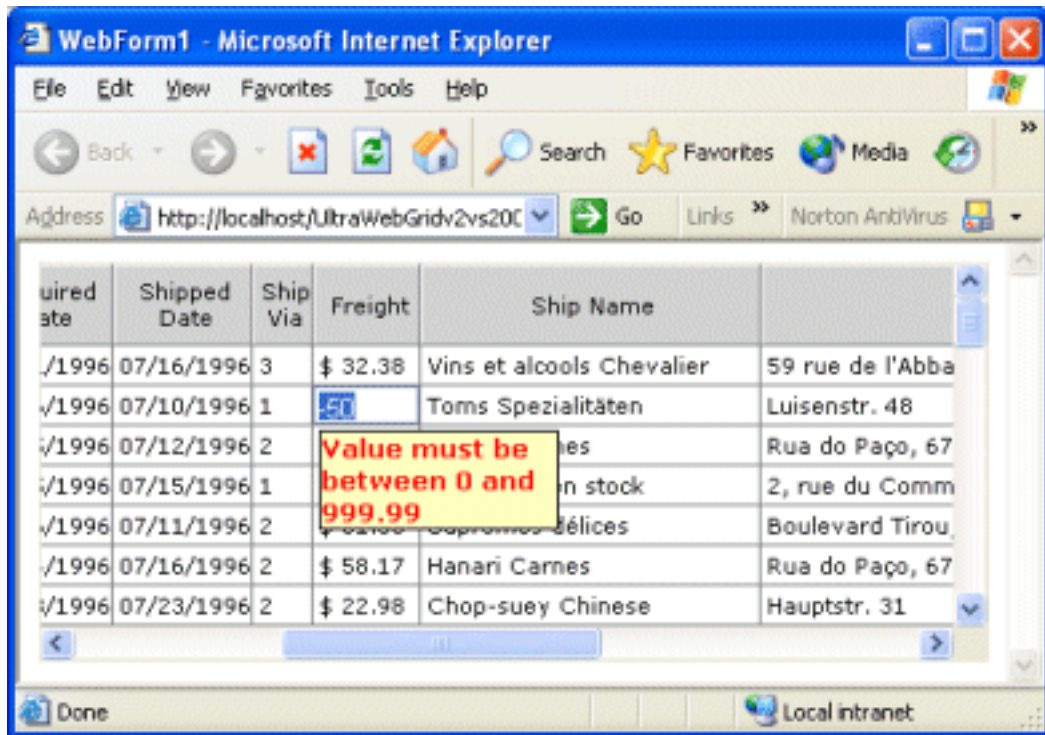 WebForm1 - Microsoft Internet Explorer
File Edit View Favorites Tools Help
Back Search Favorites Media »
Address http://localhost/UltraWebGridv2vs200 Go Links » Norton AntiVirus
uired Shipped Ship Freight Ship Name
ate Date Via
/1996 07/16/1996 3 $ 32.38 Vins et alcools Chevalier 59 rue de l'Abba
/1996 07/10/1996 1 -50 Toms Spezialitäten Luisenstr. 48
/1996 07/12/1996 2 Value must be nes Rua do Paço, 67
/1996 07/15/1996 1 between 0 and n stock 2, rue du Comm
/1996 07/11/1996 2 999.99 délices Boulevard Tirou,
/1996 07/16/1996 2 $ 58.17 Hanari Carnes Rua do Paço, 67
/1996 07/23/1996 2 $ 22.98 Chop-suey Chinese Hauptstr. 31
Done Local intranet